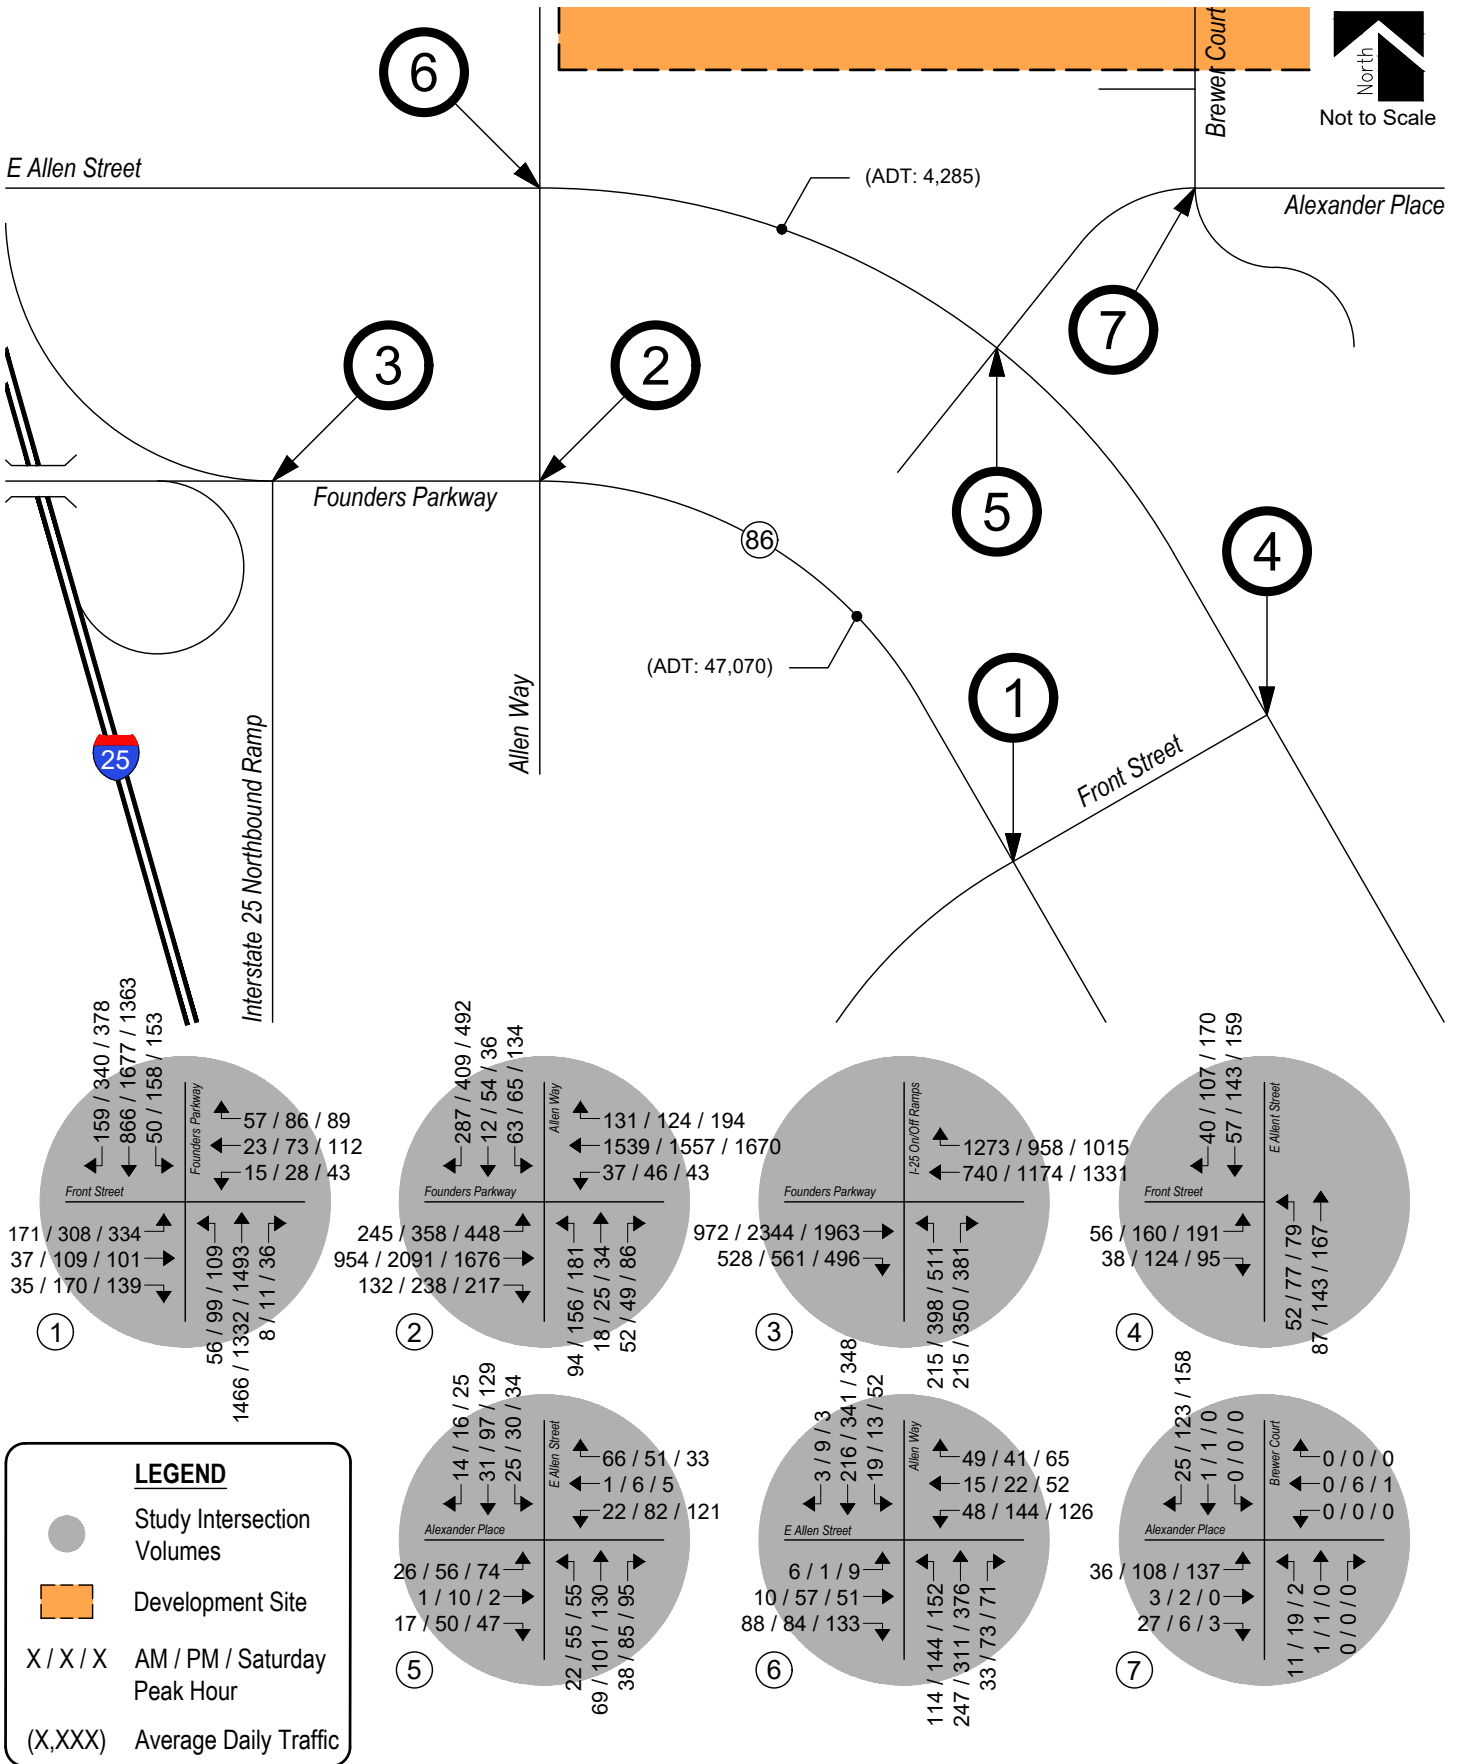 6
Brewer Court
North
Not to Scale
E Allen Street
(ADT: 4,285)
Alexander Place
7
3
2
5
4
Founders Parkway
86
(ADT: 47,070)
1
25
Interstate 25 Northbound Ramp
Allen Way
Front Street
159 / 340 / 378
866 / 1677 / 1363
50 / 158 / 153
Founders Parkway
57 / 86 / 89
23 / 73 / 112
15 / 28 / 43
Front Street
171 / 308 / 334
37 / 109 / 101
35 / 170 / 139
56 / 99 / 109
1466 / 1332 / 1493
8 / 11 / 36
1
287 / 409 / 492
12 / 54 / 36
63 / 65 / 134
Allen Way
131 / 124 / 194
1539 / 1557 / 1670
37 / 46 / 43
Founders Parkway
245 / 358 / 448
954 / 2091 / 1676
132 / 238 / 217
94 / 156 / 181
18 / 25 / 34
52 / 49 / 86
2
I-25 On/Off Ramps
1273 / 958 / 1015
740 / 1174 / 1331
Founders Parkway
972 / 2344 / 1963
528 / 561 / 496
215 / 398 / 511
215 / 350 / 381
3
40 / 107 / 170
57 / 143 / 159
E Allent Street
Front Street
56 / 160 / 191
38 / 124 / 95
52 / 77 / 79
87 / 143 / 167
4
14 / 16 / 25
31 / 97 / 129
25 / 30 / 34
E Allen Street
66 / 51 / 33
1 / 6 / 5
22 / 82 / 121
Alexander Place
26 / 56 / 74
1 / 10 / 2
17 / 50 / 47
22 / 55 / 55
69 / 101 / 130
38 / 85 / 95
5
3 / 9 / 3
216 / 341 / 348
19 / 13 / 52
Allen Way
49 / 41 / 65
15 / 22 / 52
48 / 144 / 126
E Allen Street
6 / 1 / 9
10 / 57 / 51
88 / 84 / 133
114 / 144 / 152
247 / 311 / 376
33 / 73 / 71
6
25 / 123 / 158
1 / 1 / 0
0 / 0 / 0
Brewer Court
0 / 0 / 0
0 / 6 / 1
0 / 0 / 0
Alexander Place
36 / 108 / 137
3 / 2 / 0
27 / 6 / 3
11 / 19 / 2
1 / 1 / 0
0 / 0 / 0
7
LEGEND
Study Intersection
Volumes
Development Site
X / X / X AM / PM / Saturday
Peak Hour
(X,XXX) Average Daily Traffic